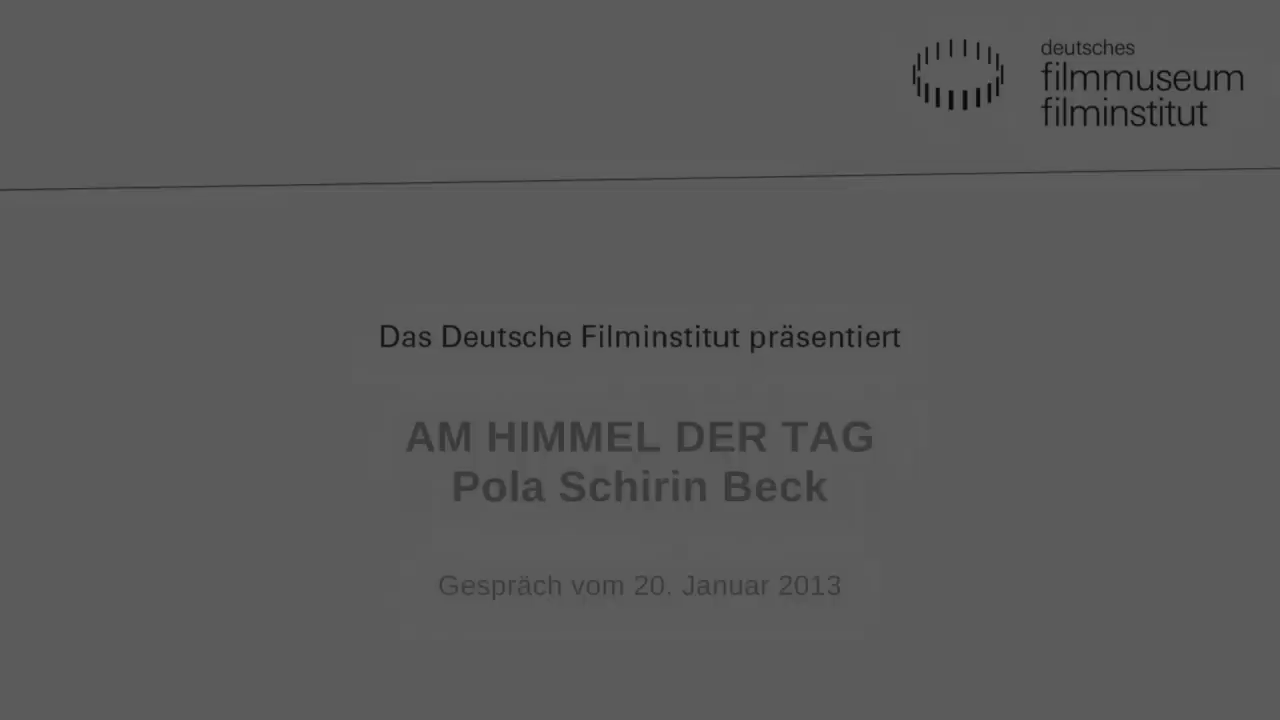 deutsches
filmmuseum
filminstitut
Das Deutsche Filminstitut präsentiert
AM HIMMEL DER TAG
Pola Schirin Beck
Gespräch vom 20. Januar 2013